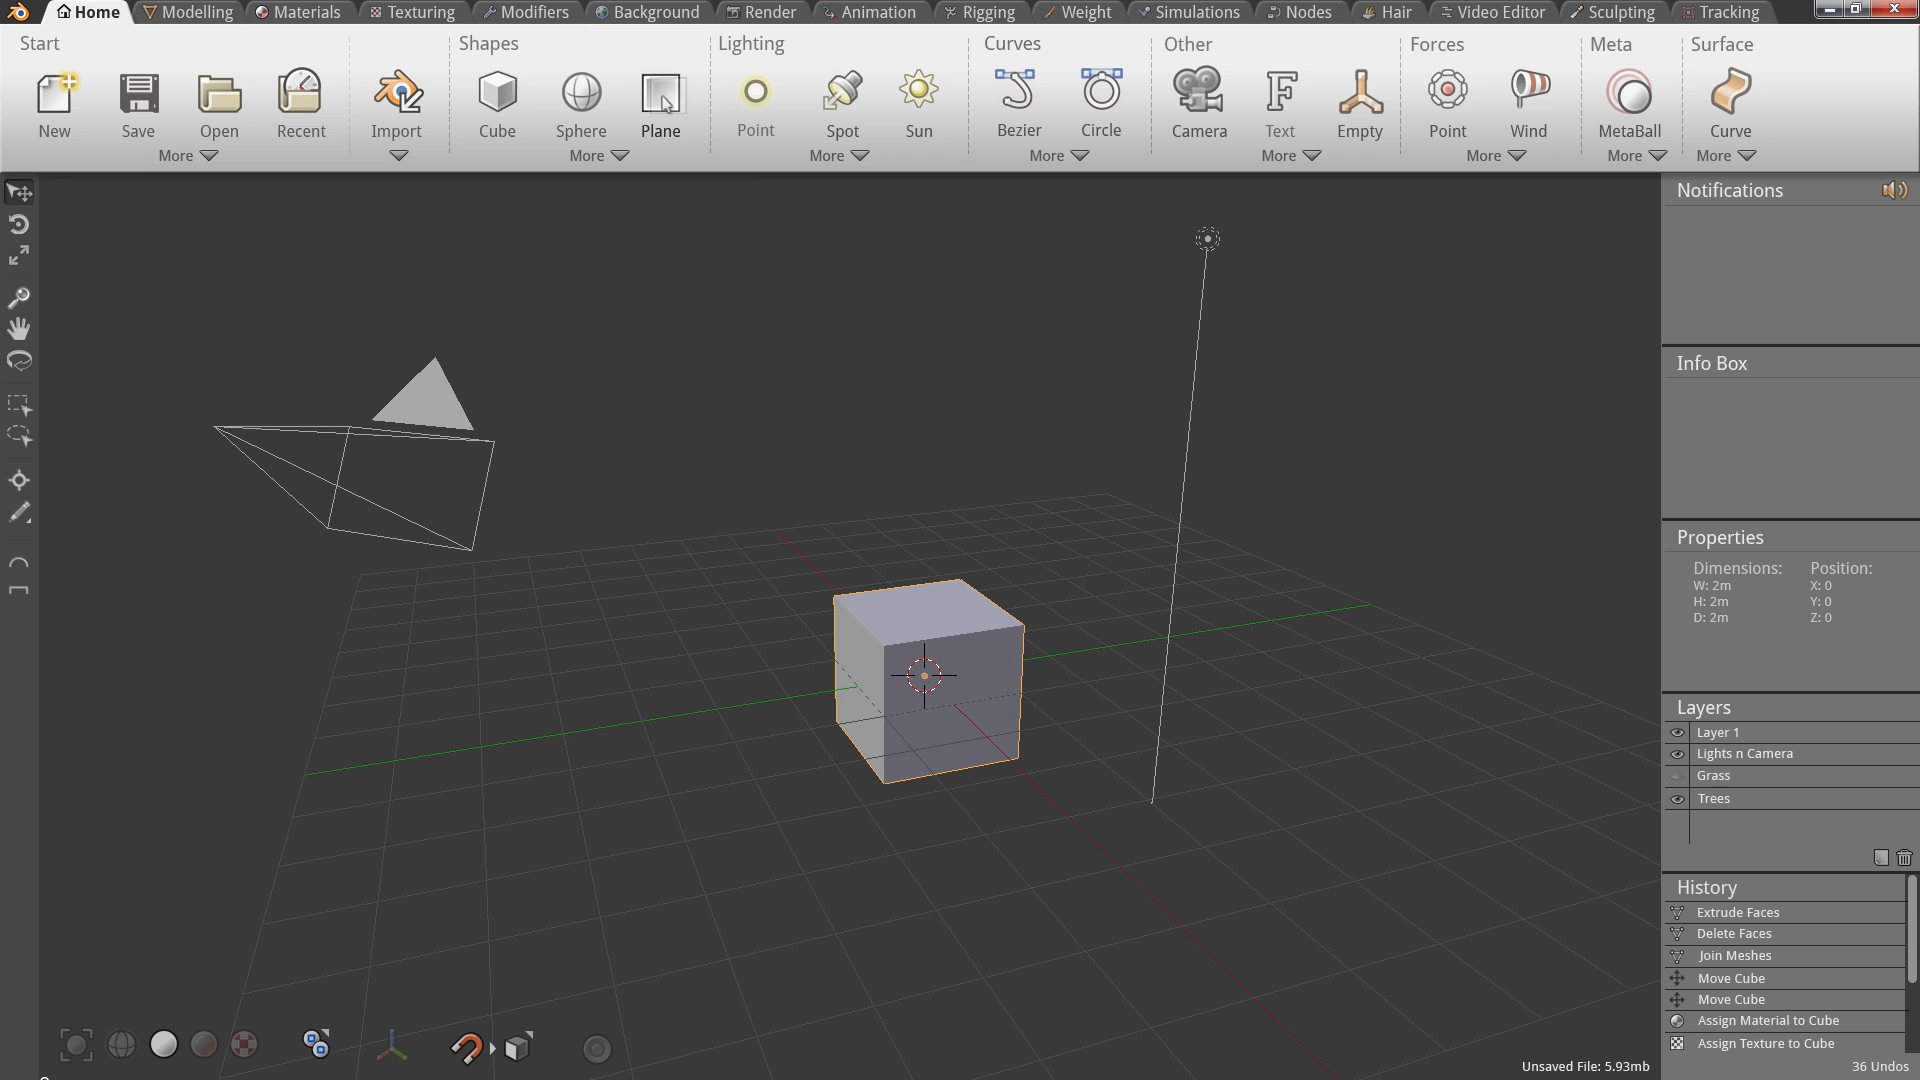 Home Modelling Materials Texturing Modifiers Background Render Animation Rigging Weight Simulations Nodes Hair Video Editor Sculpting Tracking
Start Shapes Lighting Curves Other Forces Meta Surface
New Save Open Recent Import Cube Sphere Plane Point Spot Sun Bezier Circle Camera Text Empty Point Wind MetaBall Curve
More More More More More More More More
Notifications
Info Box
Properties
Dimensions: Position:
W: 2m X: 0
H: 2m Y: 0
D: 2m Z: 0
Layers
Layer 1
Lights n Camera
Grass
Trees
History
Extrude Faces
Delete Faces
Join Meshes
Move Cube
Move Cube
Assign Material to Cube
Assign Texture to Cube
Unsaved File: 5.93mb 36 Undos